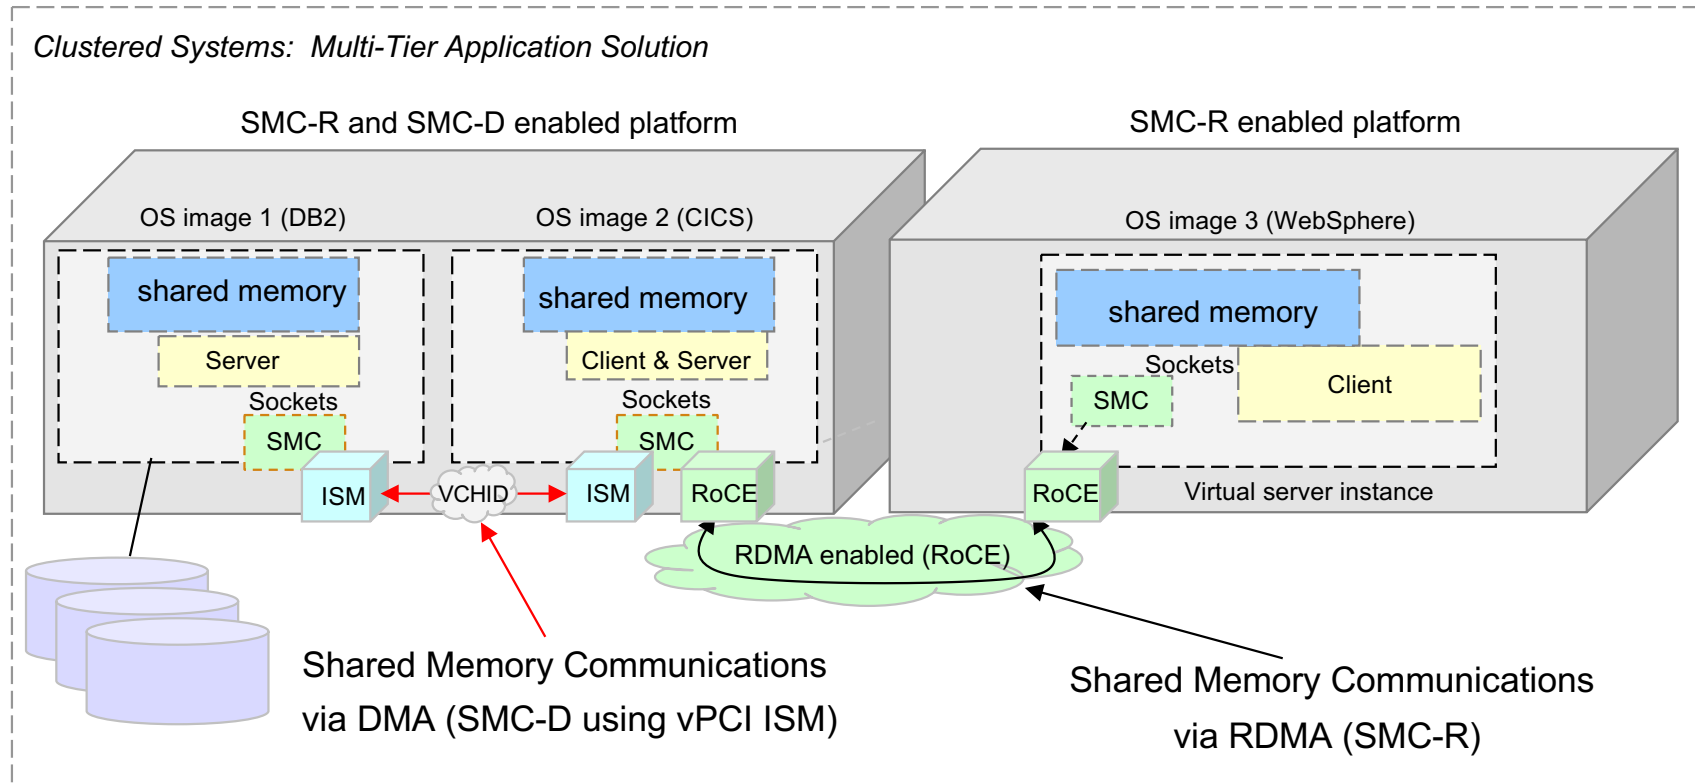 Clustered Systems: Multi-Tier Application Solution
SMC-R and SMC-D enabled platform
SMC-R enabled platform
OS image 1 (DB2)
OS image 2 (CICS)
OS image 3 (WebSphere)
shared memory
shared memory
shared memory
Server
Client & Server
Sockets
Client
Sockets
Sockets
SMC
SMC
SMC
ISM
VCHID
ISM
RoCE
RoCE
Virtual server instance
RDMA enabled (RoCE)
Shared Memory Communications
via DMA (SMC-D using vPCI ISM)
Shared Memory Communications
via RDMA (SMC-R)